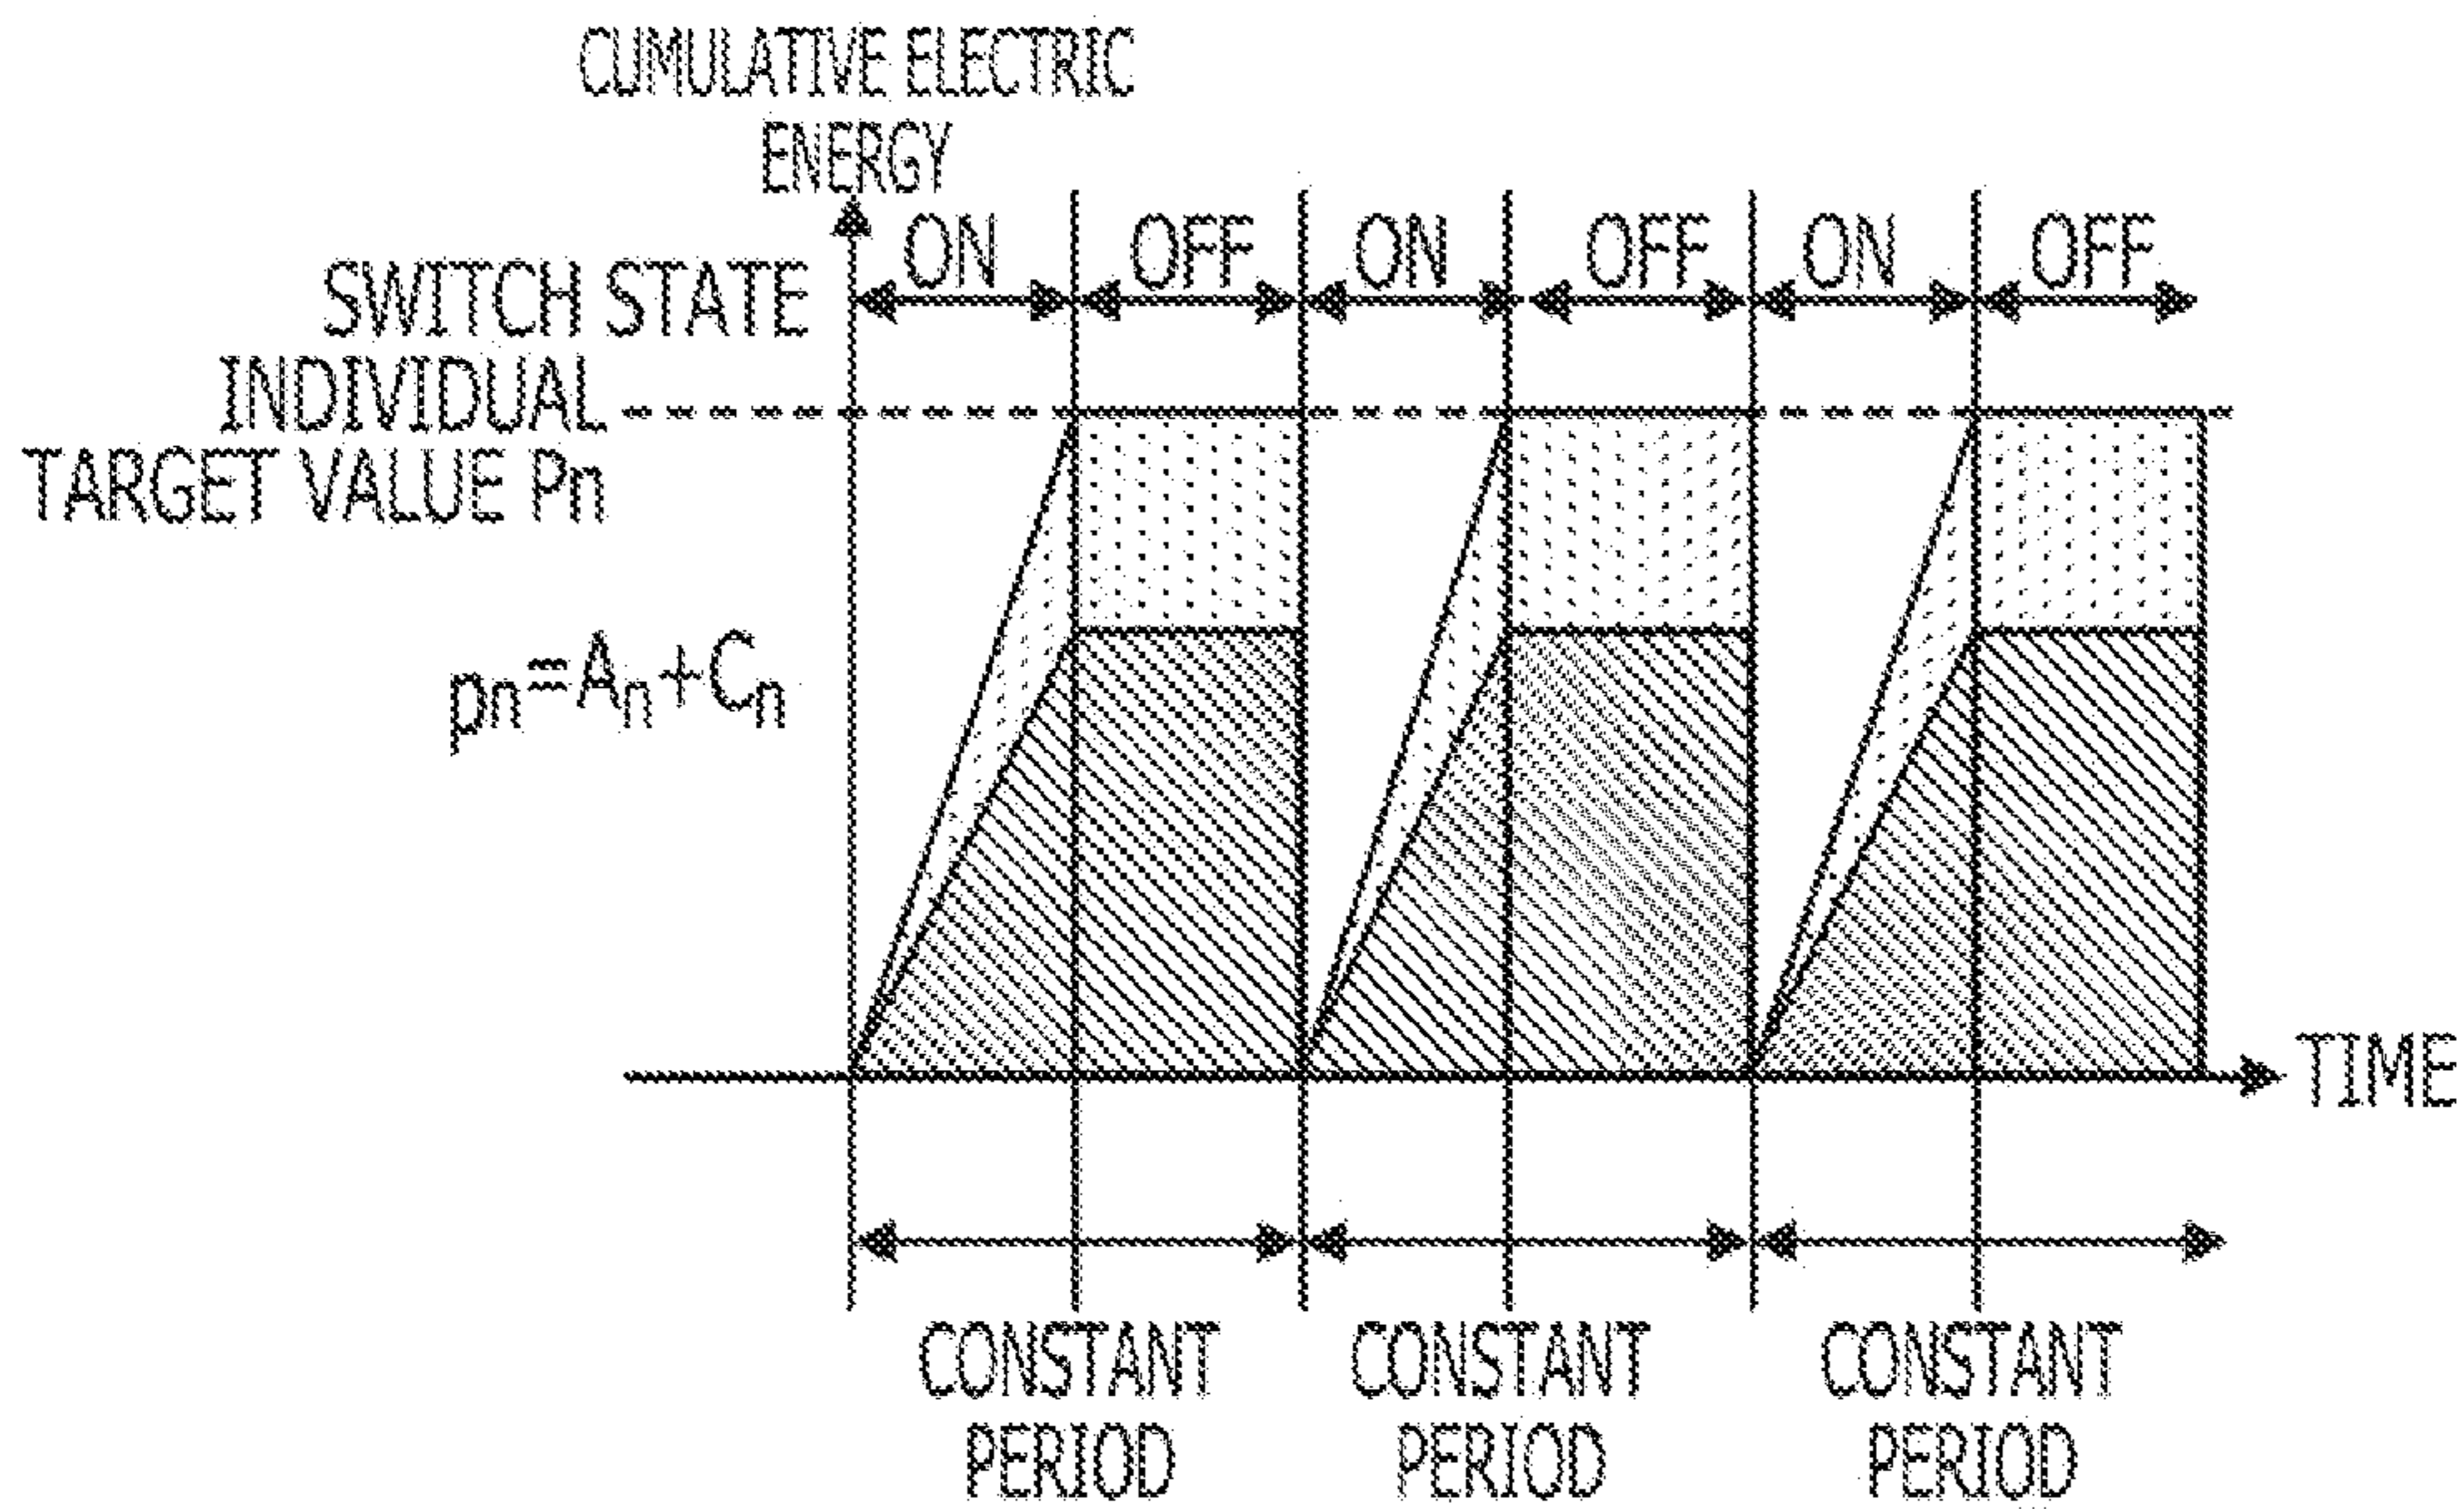 CUMULATIVE ELECTRIC
ENERGY
ON OFF ON OFF ON OFF
SWITCH STATE
INDIVIDUAL
TARGET VALUE Pn
pn=An+Cn
TIME
CONSTANT CONSTANT CONSTANT
PERIOD PERIOD PERIOD